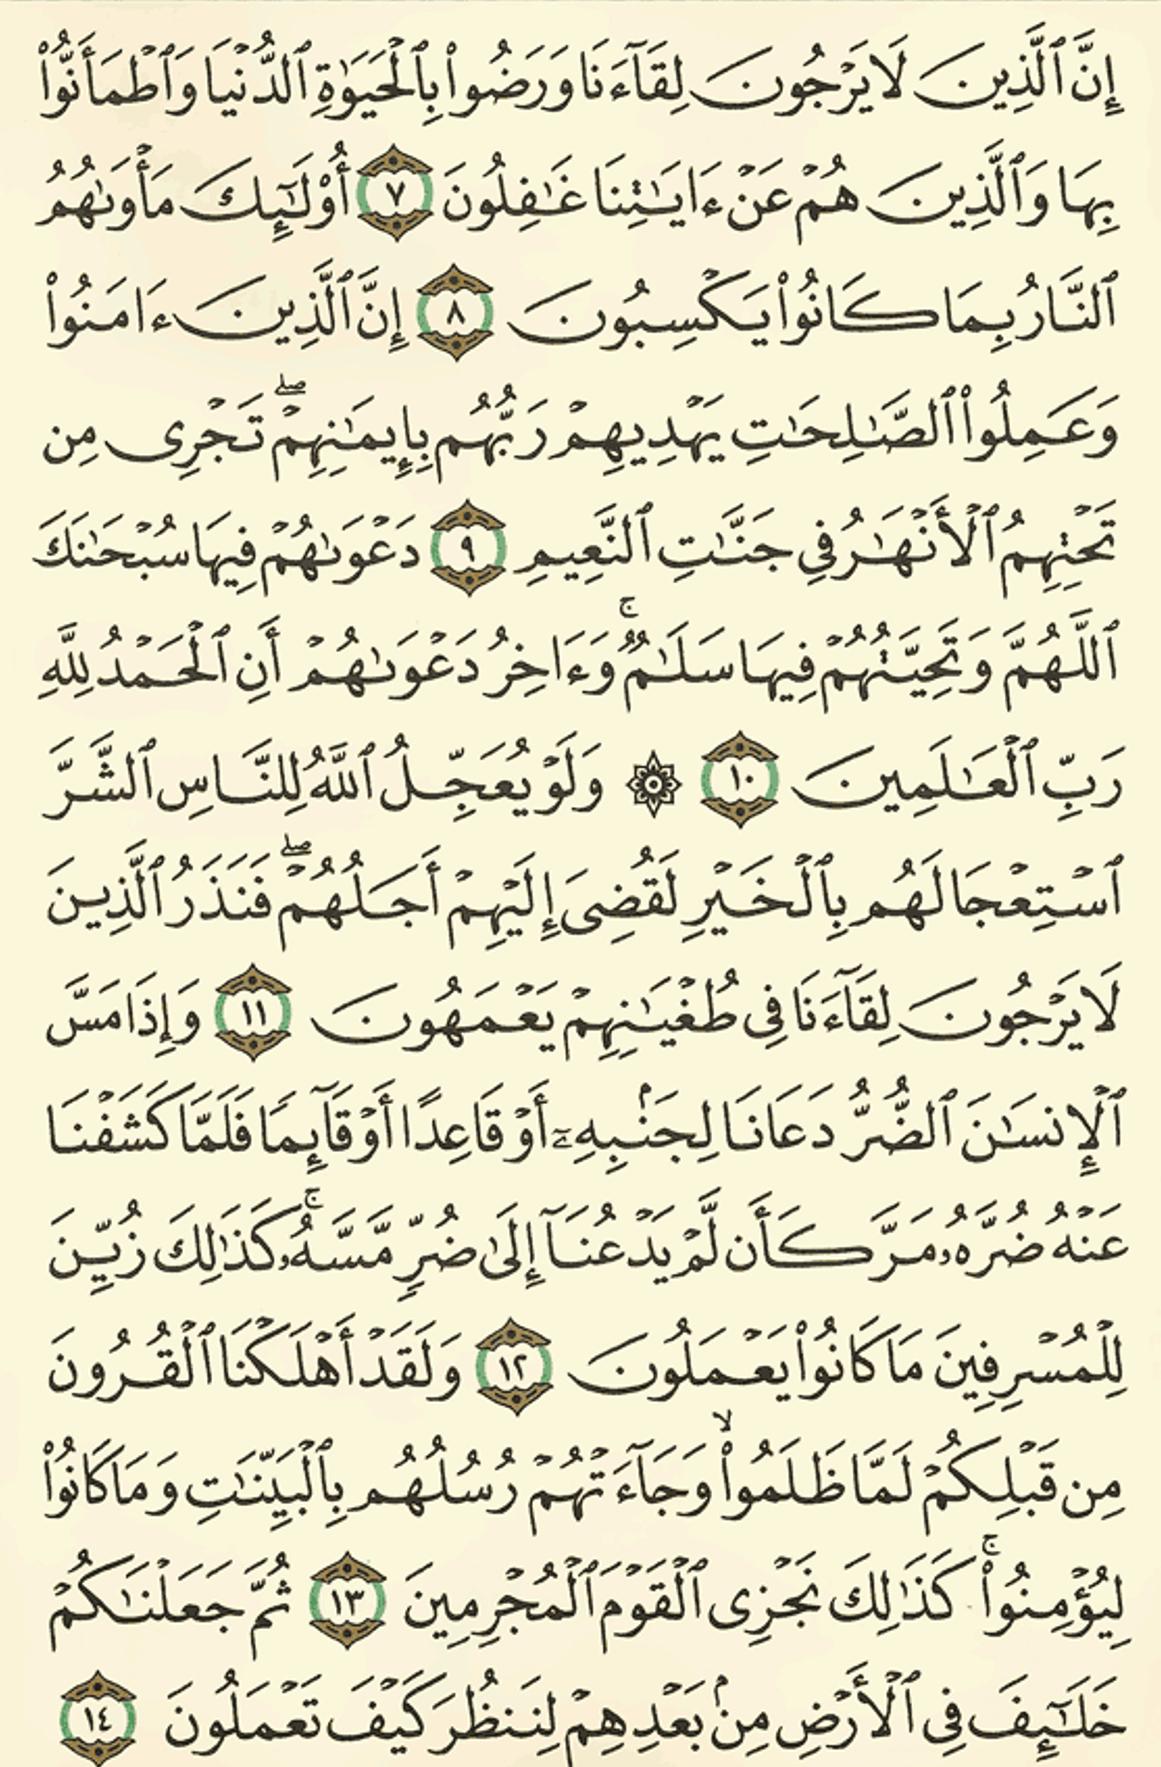 إِنَّ ٱلَّذِينَ لَا يَرْجُونَ لِقَآءَنَا وَرَضُوا۟ بِٱلْحَيَوٰةِ ٱلدُّنْيَا وَٱطْمَأَنُّوا۟
بِهَا وَٱلَّذِينَ هُمْ عَنْ ءَايَـٰتِنَا غَـٰفِلُونَ ٧ أُو۟لَـٰٓئِكَ مَأْوَىٰهُمُ
ٱلنَّارُ بِمَا كَانُوا۟ يَكْسِبُونَ ٨ إِنَّ ٱلَّذِينَ ءَامَنُوا۟
وَعَمِلُوا۟ ٱلصَّـٰلِحَـٰتِ يَهْدِيهِمْ رَبُّهُم بِإِيمَـٰنِهِمْ ۖ تَجْرِى مِن
تَحْتِهِمُ ٱلْأَنْهَـٰرُ فِى جَنَّـٰتِ ٱلنَّعِيمِ ٩ دَعْوَىٰهُمْ فِيهَا سُبْحَـٰنَكَ
ٱللَّهُمَّ وَتَحِيَّتُهُمْ فِيهَا سَلَـٰمٌ ۚ وَءَاخِرُ دَعْوَىٰهُمْ أَنِ ٱلْحَمْدُ لِلَّهِ
رَبِّ ٱلْعَـٰلَمِينَ ١٠ ۞ وَلَوْ يُعَجِّلُ ٱللَّهُ لِلنَّاسِ ٱلشَّرَّ
ٱسْتِعْجَالَهُم بِٱلْخَيْرِ لَقُضِىَ إِلَيْهِمْ أَجَلُهُمْ ۖ فَنَذَرُ ٱلَّذِينَ
لَا يَرْجُونَ لِقَآءَنَا فِى طُغْيَـٰنِهِمْ يَعْمَهُونَ ١١ وَإِذَا مَسَّ
ٱلْإِنسَـٰنَ ٱلضُّرُّ دَعَانَا لِجَنۢبِهِۦٓ أَوْ قَاعِدًا أَوْ قَآئِمًا فَلَمَّا كَشَفْنَا
عَنْهُ ضُرَّهُۥ مَرَّ كَأَن لَّمْ يَدْعُنَآ إِلَىٰ ضُرٍّ مَّسَّهُۥ ۚ كَذَٰلِكَ زُيِّنَ
لِلْمُسْرِفِينَ مَا كَانُوا۟ يَعْمَلُونَ ١٢ وَلَقَدْ أَهْلَكْنَا ٱلْقُرُونَ
مِن قَبْلِكُمْ لَمَّا ظَلَمُوا۟ ۙ وَجَآءَتْهُمْ رُسُلُهُم بِٱلْبَيِّنَـٰتِ وَمَا كَانُوا۟
لِيُؤْمِنُوا۟ ۚ كَذَٰلِكَ نَجْزِى ٱلْقَوْمَ ٱلْمُجْرِمِينَ ١٣ ثُمَّ جَعَلْنَـٰكُمْ
خَلَـٰٓئِفَ فِى ٱلْأَرْضِ مِنۢ بَعْدِهِمْ لِنَنظُرَ كَيْفَ تَعْمَلُونَ ١٤